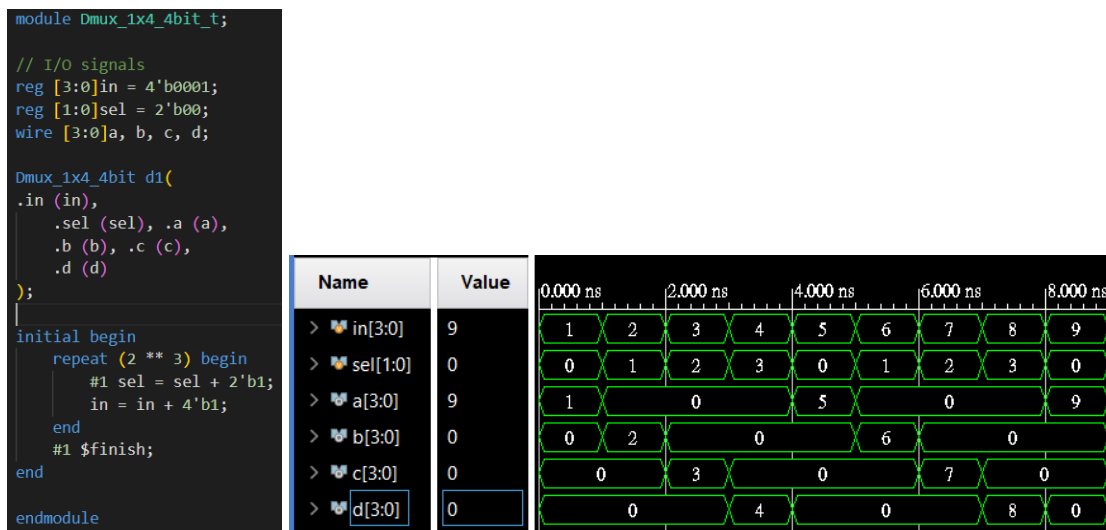 module Dmux_1x4_4bit_t;
// I/O signals
reg [3:0]in = 4'b0001;
reg [1:0]sel = 2'b00;
wire [3:0]a, b, c, d;
Dmux_1x4_4bit d1(
.in (in),
.sel (sel), .a (a),
.b (b), .c (c),
.d (d)
);
initial begin
repeat (2 ** 3) begin
#1 sel = sel + 2'b1;
in = in + 4'b1;
end
#1 $finish;
end
endmodule
Name Value 0.000 ns 2.000 ns 4.000 ns 6.000 ns 8.000 ns
in[3:0] 9 1 2 3 4 5 6 7 8 9
sel[1:0] 0 0 1 2 3 0 1 2 3 0
a[3:0] 9 1 0 5 0 9
b[3:0] 0 0 2 0 6 0
c[3:0] 0 0 3 0 7 0
d[3:0] 0 0 4 0 8 0